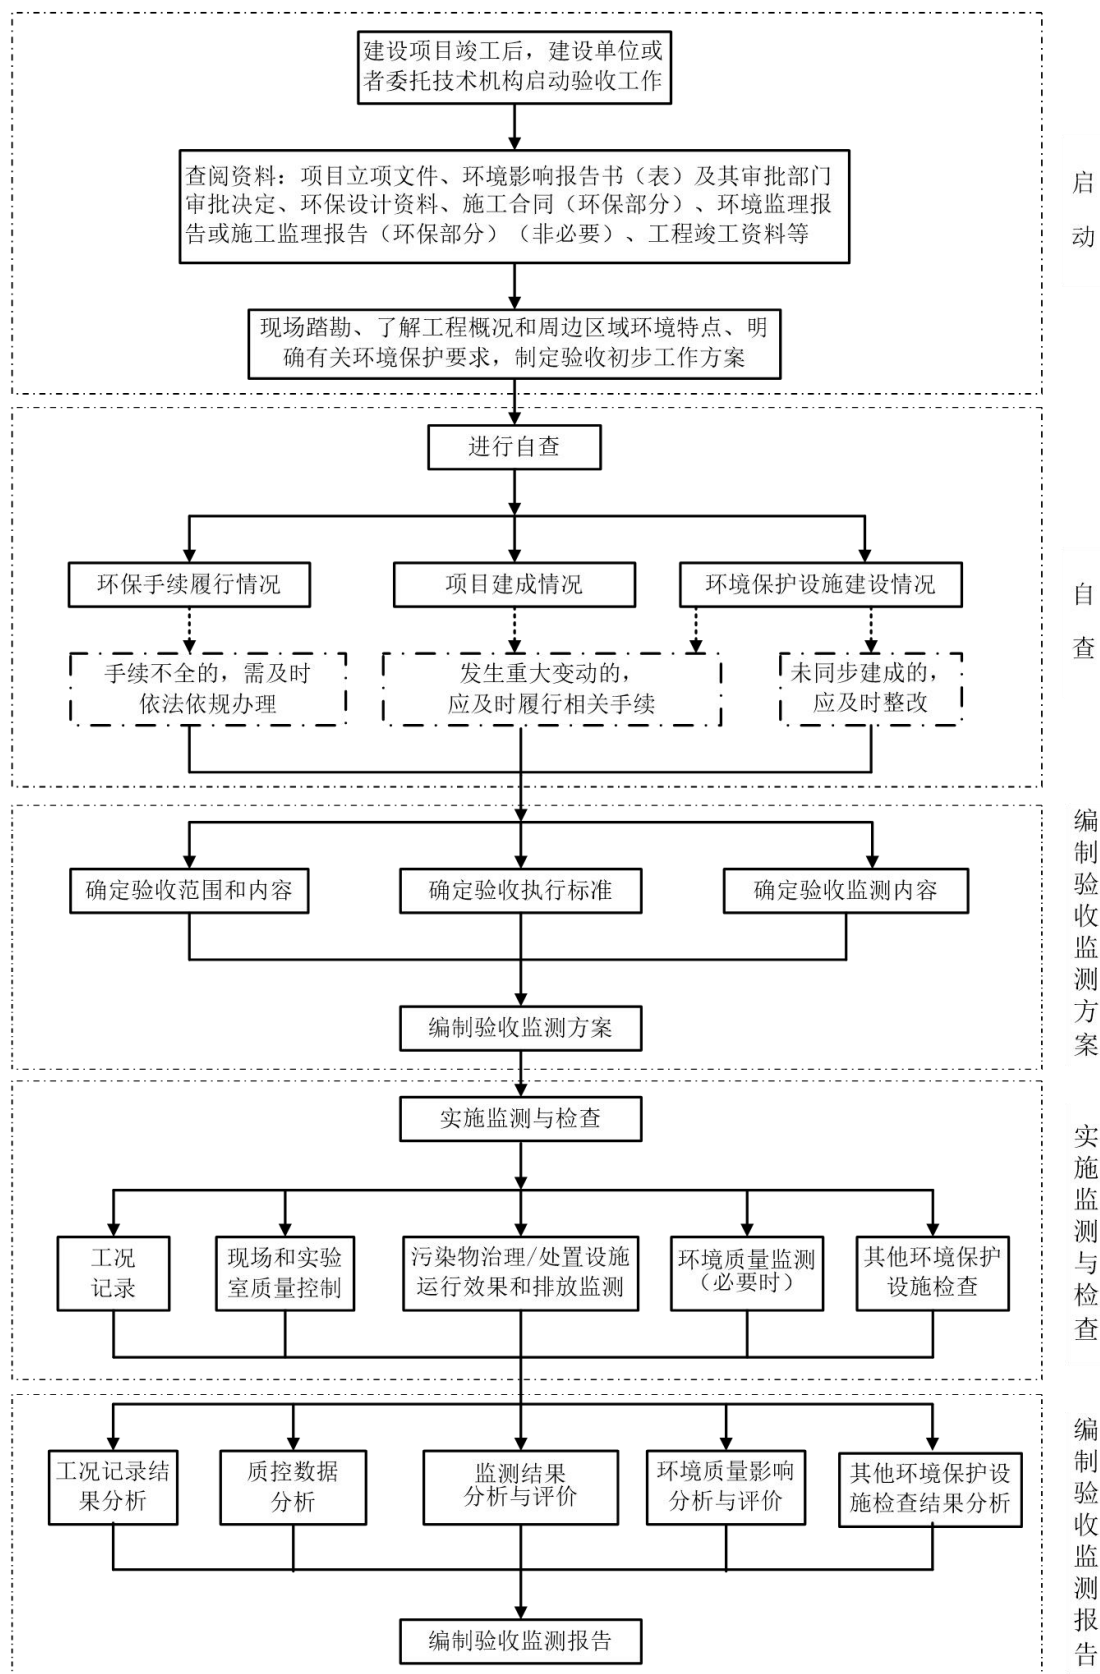 建设项目竣工后，建设单位或
者委托技术机构启动验收工作
查阅资料：项目立项文件、环境影响报告书（表）及其审批部门
审批决定、环保设计资料、施工合同（环保部分）、环境监理报
告或施工监理报告（环保部分）（非必要）、工程竣工资料等
现场踏勘、了解工程概况和周边区域环境特点、明
确有关环境保护要求，制定验收初步工作方案
启
动
进行自查
环保手续履行情况
项目建成情况
环境保护设施建设情况
手续不全的，需及时
依法依规办理
发生重大变动的，
应及时履行相关手续
未同步建成的，
应及时整改
自
查
确定验收范围和内容
确定验收执行标准
确定验收监测内容
编制验收监测方案
编
制
验
收
监
测
方
案
实施监测与检查
工况
记录
现场和实验
室质量控制
污染物治理/处置设施
运行效果和排放监测
环境质量监测
（必要时）
其他环境保护
设施检查
实
施
监
测
与
检
查
工况记录结
果分析
质控数据
分析
监测结果
分析与评价
环境质量影响
分析与评价
其他环境保护设
施检查结果分析
编制验收监测报告
编
制
验
收
监
测
报
告